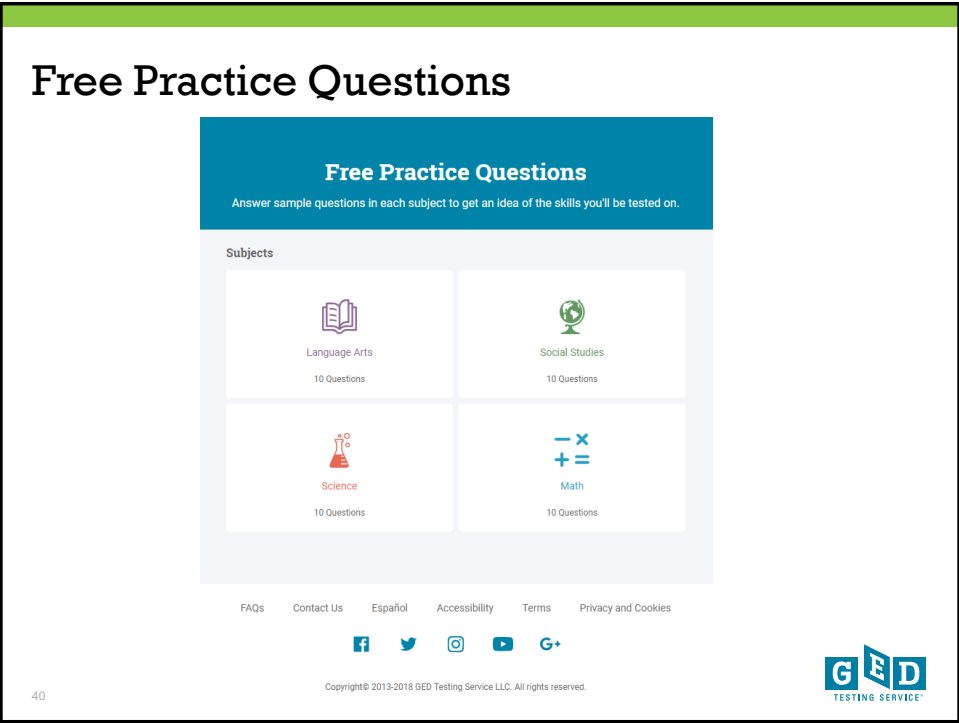 Free Practice Questions
Free Practice Questions
Answer sample questions in each subject to get an idea of the skills you'll be tested on.
Subjects
Language Arts
10 Questions
Social Studies
10 Questions
Science
10 Questions
Math
10 Questions
FAQs Contact Us Español Accessibility Terms Privacy and Cookies
G+
Copyright© 2013-2018 GED Testing Service LLC. All rights reserved.
40
GED
TESTING SERVICE®